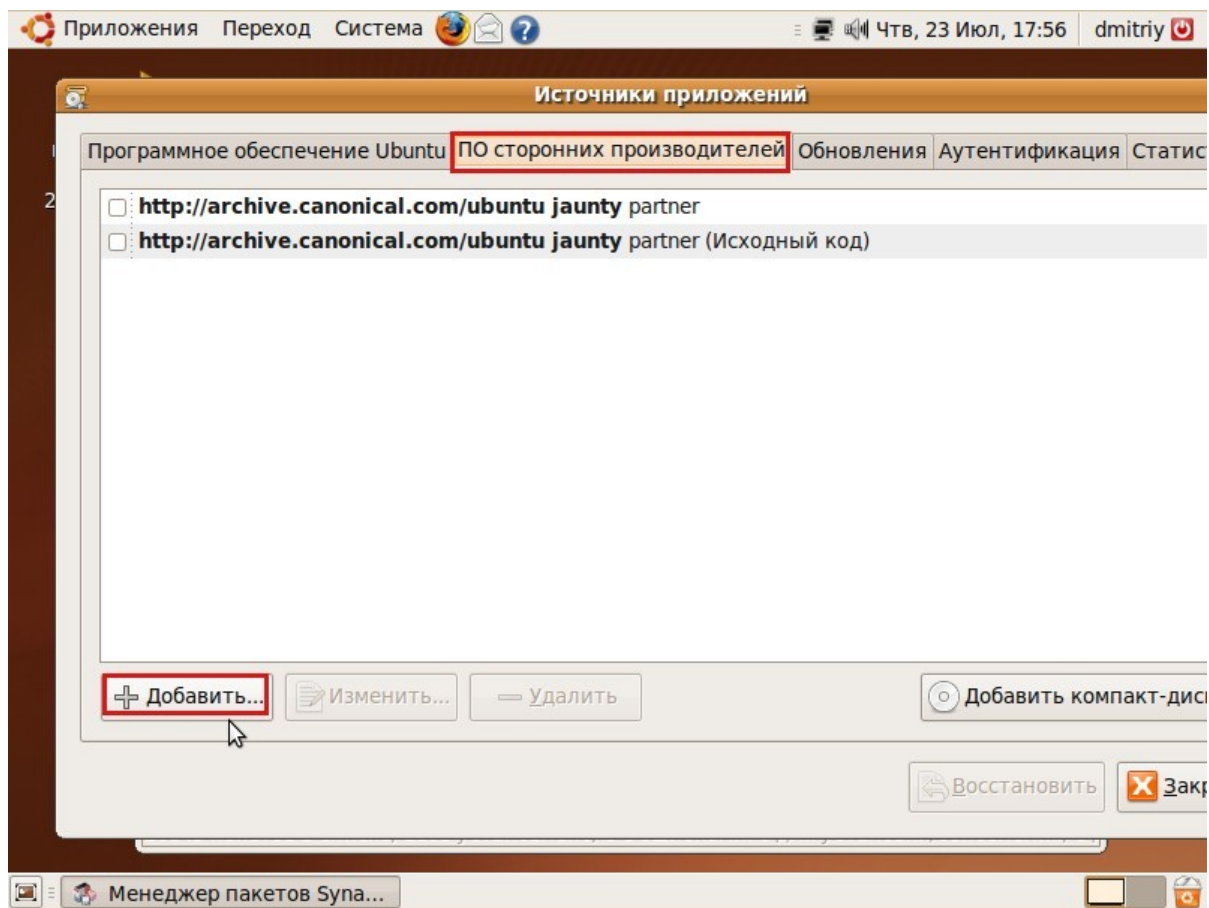 Приложения Переход Система Чтв, 23 Июл, 17:56 dmitriy
Источники приложений
Программное обеспечение Ubuntu ПО сторонних производителей Обновления Аутентификация Статис
2
http://archive.canonical.com/ubuntu jaunty partner
http://archive.canonical.com/ubuntu jaunty partner (Исходный код)
Добавить... Изменить... Удалить Добавить компакт-дис
Восстановить Закр
Менеджер пакетов Syna...